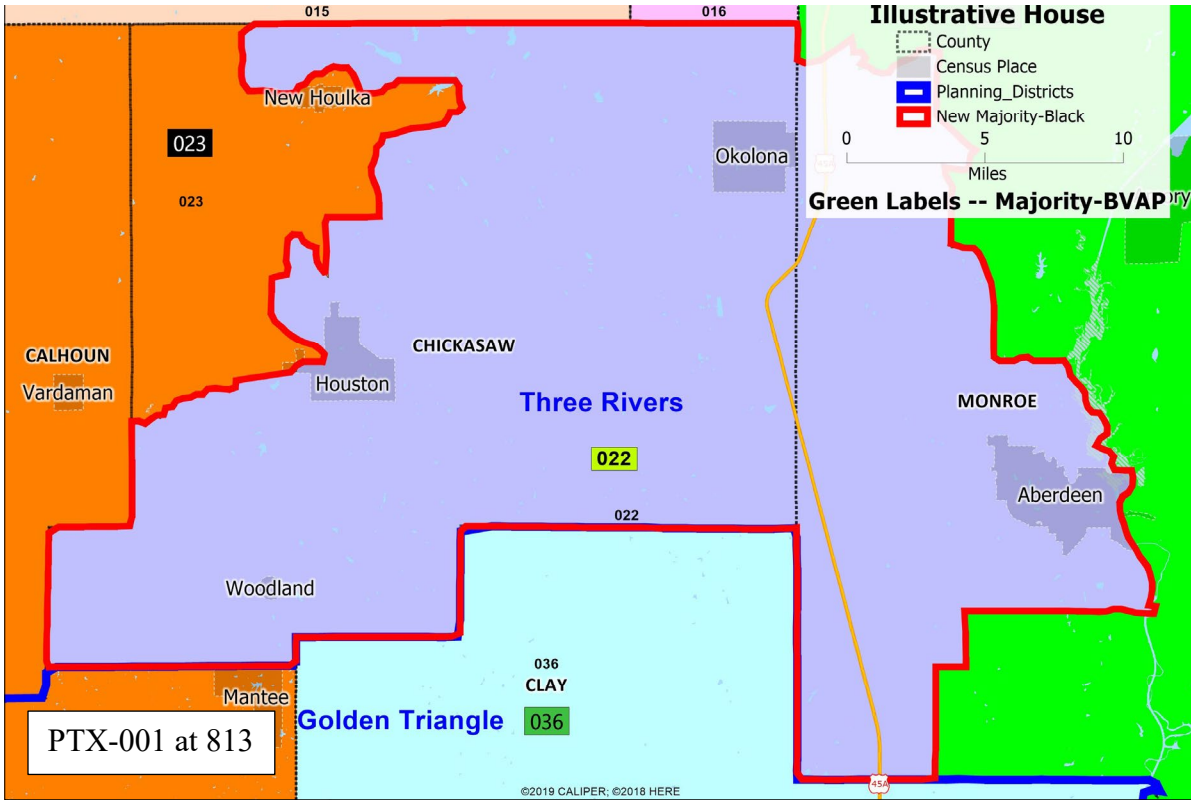 015
016
Illustrative House
County
Census Place
Planning_Districts
New Majority-Black
0 5 10
Miles
Green Labels -- Majority-BVAP
New Houlka
023
Okolona
023
CHICKASAW
CALHOUN
Vardaman
Houston
Three Rivers
MONROE
022
Aberdeen
022
Woodland
036
CLAY
Mantee
Golden Triangle
036
PTX-001 at 813
45A
©2019 CALIPER; ©2018 HERE